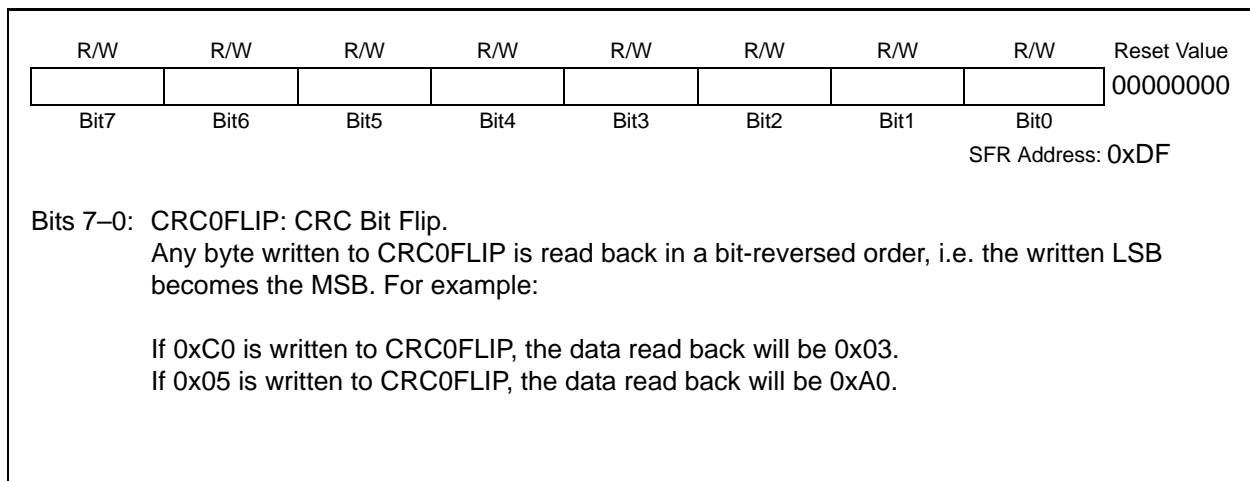 R/W R/W R/W R/W R/W R/W R/W R/W Reset Value
00000000
Bit7 Bit6 Bit5 Bit4 Bit3 Bit2 Bit1 Bit0
SFR Address: 0xDF
Bits 7–0: CRC0FLIP: CRC Bit Flip.
Any byte written to CRC0FLIP is read back in a bit-reversed order, i.e. the written LSB
becomes the MSB. For example:
If 0xC0 is written to CRC0FLIP, the data read back will be 0x03.
If 0x05 is written to CRC0FLIP, the data read back will be 0xA0.